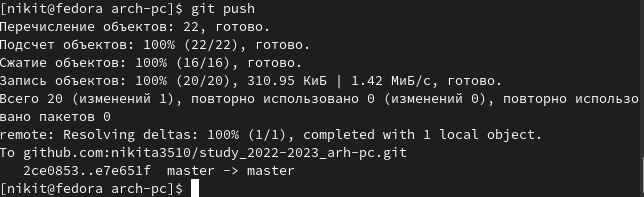 [nikit@fedora arch-pc]$ git push
Перечисление объектов: 22, готово.
Подсчет объектов: 100% (22/22), готово.
Сжатие объектов: 100% (16/16), готово.
Запись объектов: 100% (20/20), 310.95 КиБ | 1.42 МиБ/с, готово.
Всего 20 (изменений 1), повторно использовано 0 (изменений 0), повторно использо
вано пакетов 0
remote: Resolving deltas: 100% (1/1), completed with 1 local object.
To github.com:nikita3510/study_2022-2023_arh-pc.git
   2ce0853..e7e651f  master -> master
[nikit@fedora arch-pc]$